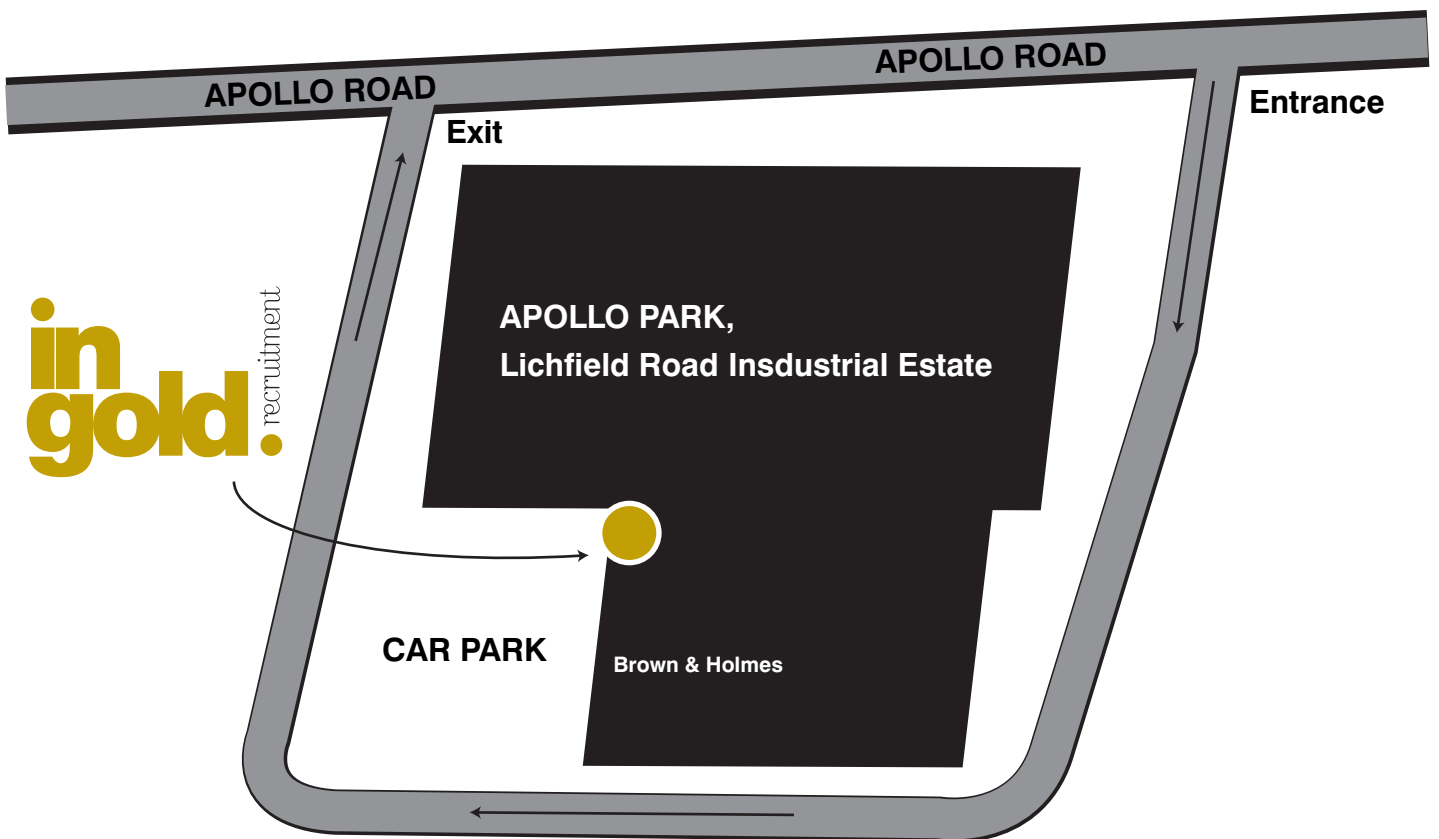 APOLLO ROAD
APOLLO ROAD
Entrance
Exit
in
gold.
recruitment
APOLLO PARK,
Lichfield Road Insdustrial Estate
CAR PARK
Brown & Holmes